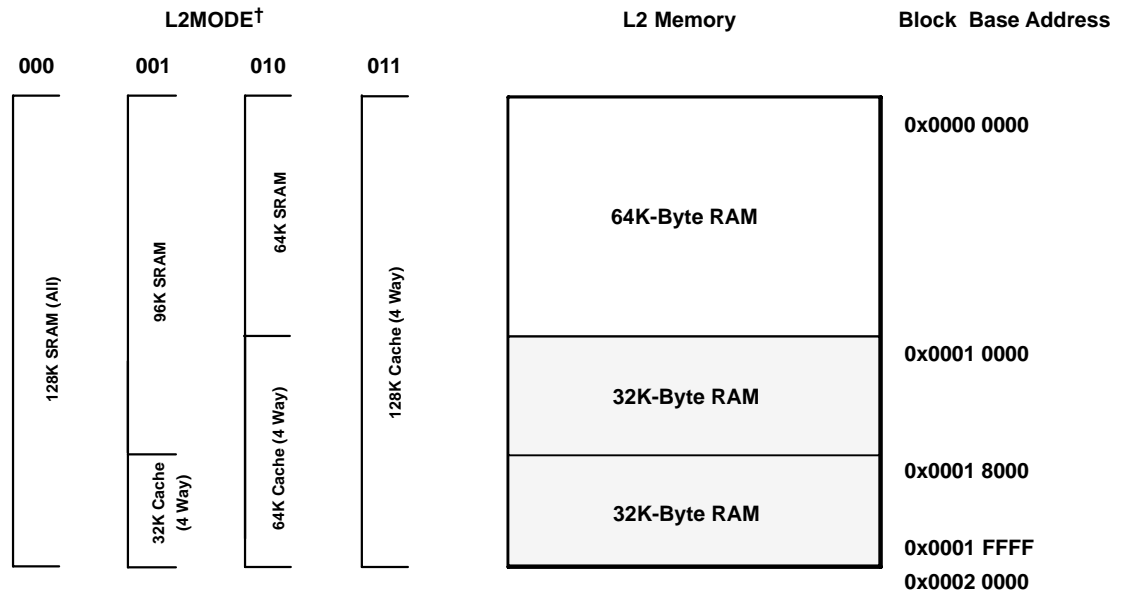 L2MODE† L2 Memory Block Base Address
000 001 010 011
0x0000 0000
128K SRAM (All)
96K SRAM
64K SRAM
128K Cache (4 Way)
64K-Byte RAM
0x0001 0000
32K Cache
(4 Way)
64K Cache (4 Way)
32K-Byte RAM
0x0001 8000
32K-Byte RAM
0x0001 FFFF
0x0002 0000